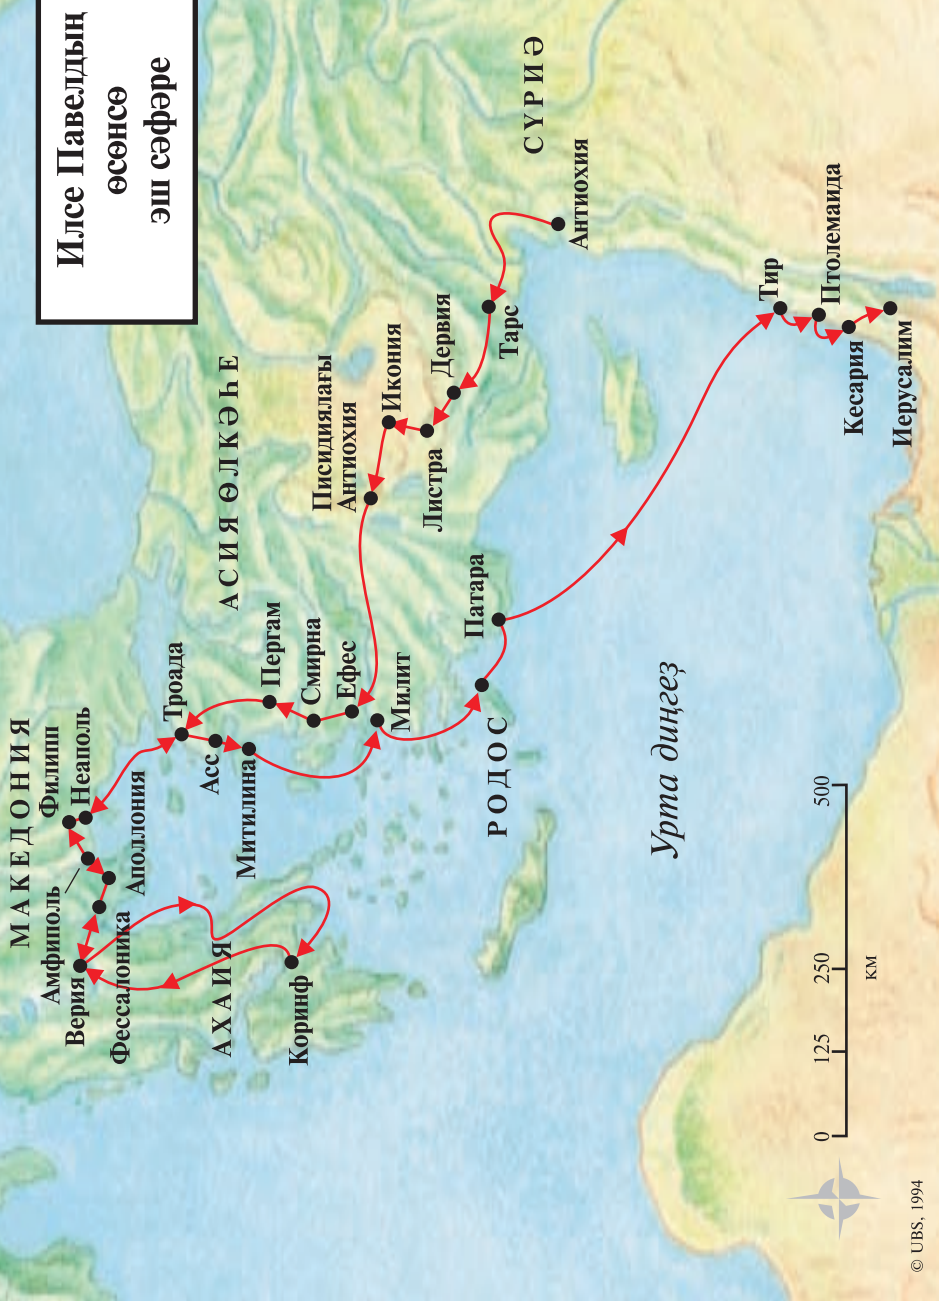 Илсе Павелдың
өсөнсө
эш сәфәре
МАКЕДОНИЯ
Филипп
Неаполь
Амфиполь
Верия
Фессалоника
Аполлония
АХАИЯ
Коринф
Троада
Асс
Митилина
Пергам
Смирна
Ефес
Милит
АСИЯ ӨЛКӘҺЕ
Писидиялағы
Антиохия
Икония
Листра
Дервия
Тарс
СҮРИӘ
Антиохия
РОДОС
Патара
Урта диңгеҙ
Тир
Птолемаида
Кесария
Иерусалим
0 125 250 500
км
© UBS, 1994